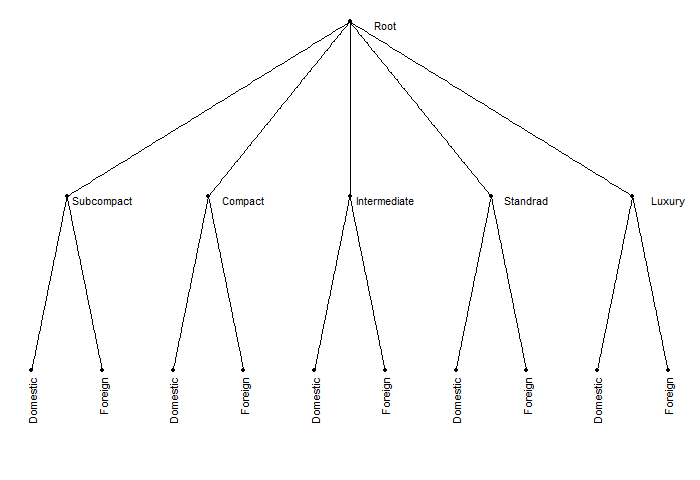 Root
Subcompact
Compact
Intermediate
Standrad
Luxury
Domestic
Foreign
Domestic
Foreign
Domestic
Foreign
Domestic
Foreign
Domestic
Foreign